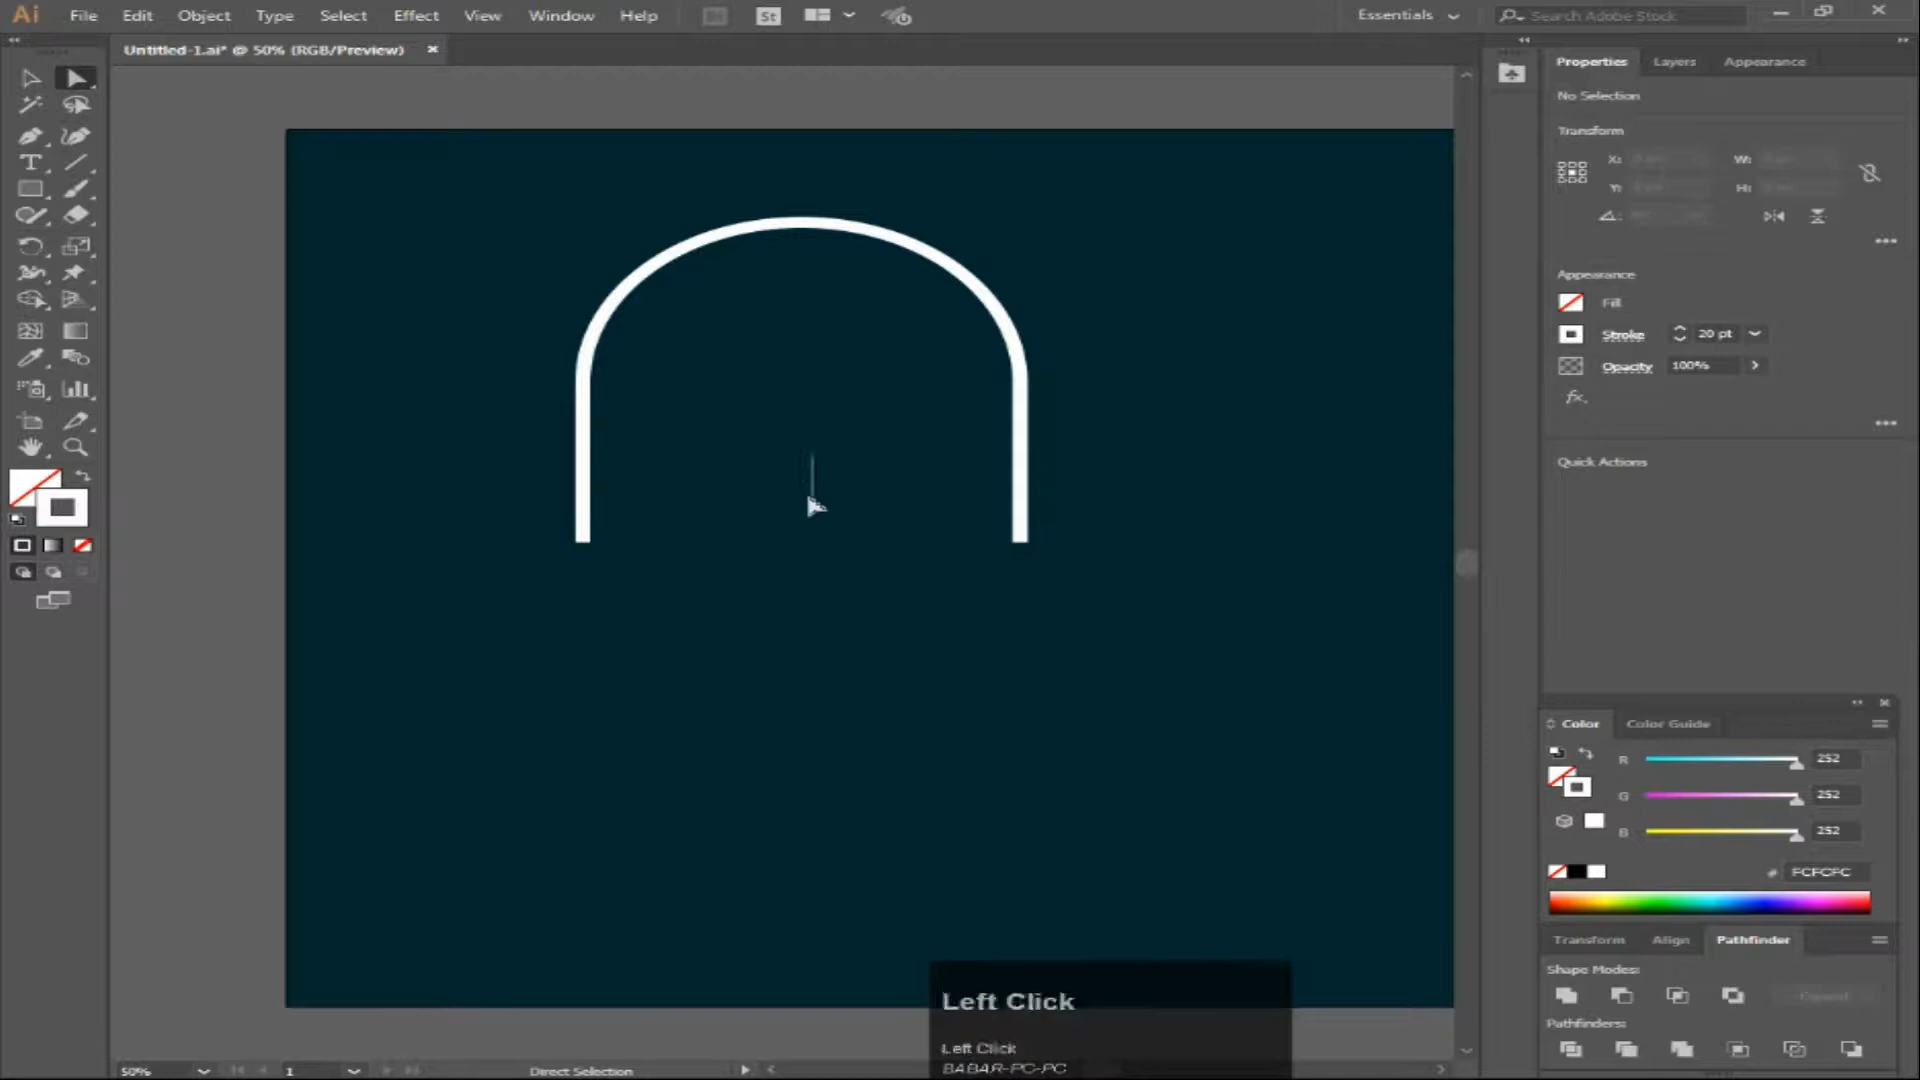 Ai File Edit Object Type Select Effect View Window Help St Essentials Search Adobe Stock
Untitled-1.ai* @ 50% (RGB/Preview)
Properties Layers Appearance
No Selection
Transform
X: W:
Y: H:
Appearance
Fill
Stroke 20 pt
Opacity 100%
fx.
Quick Actions
Color Color Guide
R 252
G 252
B 252
# FCFCFC
Transform Align Pathfinder
Shape Modes:
Expand
Pathfinders:
Left Click
Left Click
BABAR-PC-PC
50% 1 Direct Selection